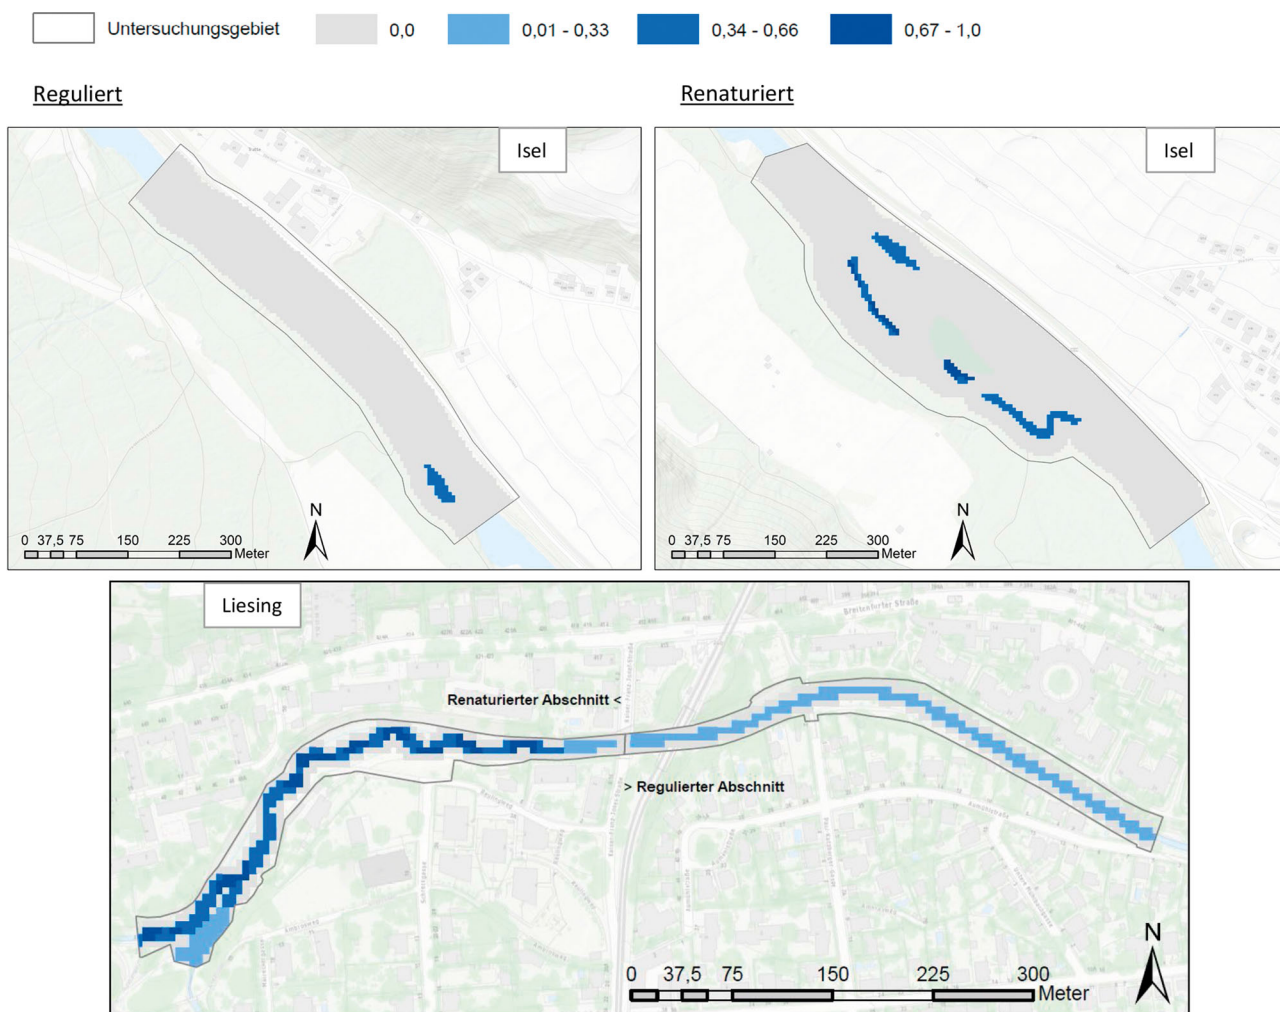 Untersuchungsgebiet 0,0 0,01 - 0,33 0,34 - 0,66 0,67 - 1,0
Reguliert
Renaturiert
Isel
N
0 37,5 75 150 225 300
Meter
Isel
N
0 37,5 75 150 225 300
Meter
Liesing
Breitenfurter Straße
Renaturierter Abschnitt <
> Regulierter Abschnitt
N
0 37,5 75 150 225 300
Meter